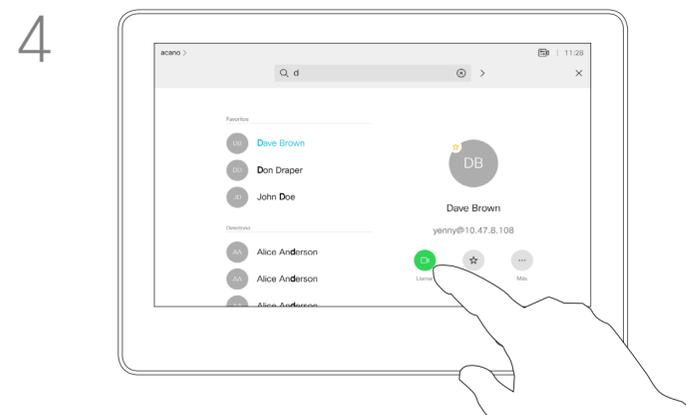 4
acano >
11:28
d
Favoritos
DB
Dave Brown
DD
Don Draper
JD
John Doe
Directorio
AA
Alice Anderson
AA
Alice Anderson
AA
Alice Anderson
DB
Dave Brown
yenny@10.47.8.108
Llamar
Más